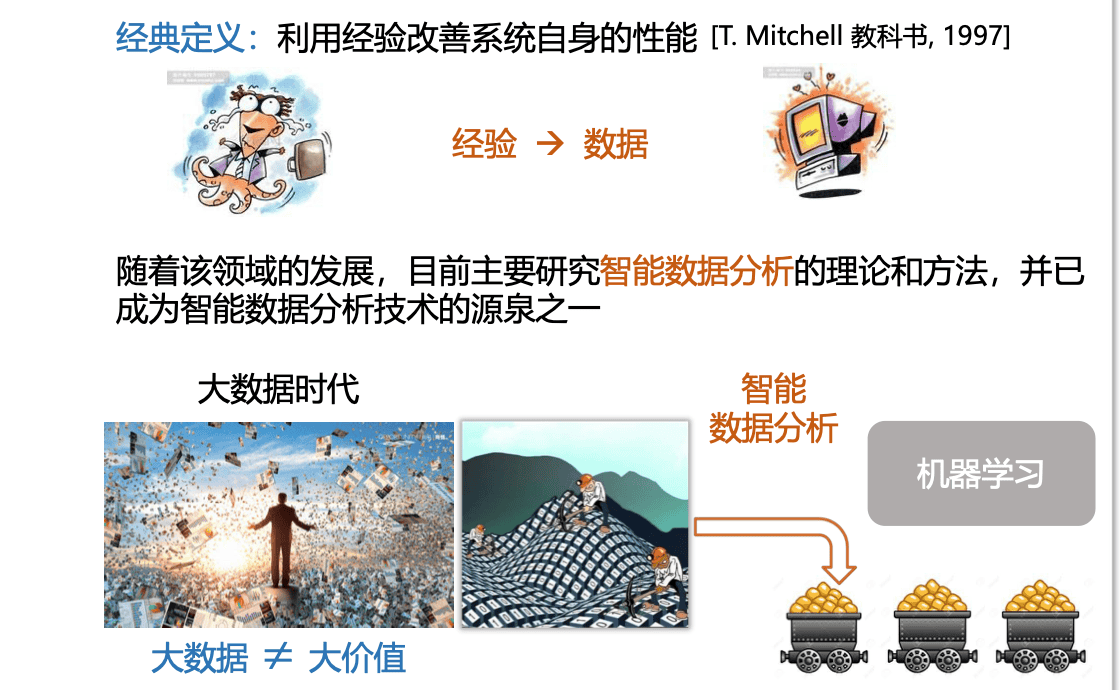 经典定义：利用经验改善系统自身的性能 [T. Mitchell 教科书, 1997]
经验 → 数据
随着该领域的发展，目前主要研究智能数据分析的理论和方法，并已
成为智能数据分析技术的源泉之一
大数据时代
智能
数据分析
机器学习
大数据 ≠ 大价值